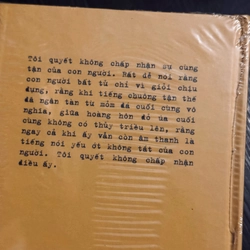 Tôi quyết không chấp nhận sự cùng
tận của con người. Rất dễ nói rằng
con người bất tử chỉ vì giỏi chịu
đựng, rằng khi tiếng chuông tận thế
đã ngân tàn từ mỏm đá cuối cùng vô
nghĩa, giữa hoàng hôn đỏ úa cuối
cùng không có thủy triều lên, rằng
ngay cả khi ấy vẫn còn âm thanh là
tiếng nói yếu ớt không tắt của con
người. Tôi quyết không chấp nhận
điều ấy.